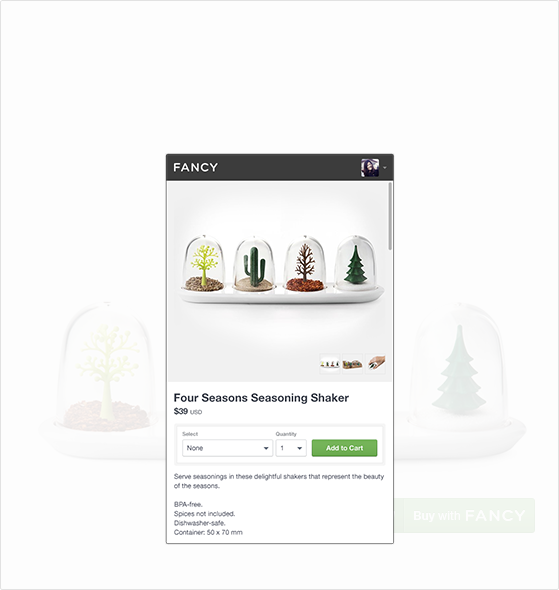 FANCY
Four Seasons Seasoning Shaker
$39 USD
Select
Quantity
None
1
Add to Cart
Serve seasonings in these delightful shakers that represent the beauty
of the seasons.
BPA-free.
Spices not included.
Dishwasher-safe.
Container: 50 x 70 mm
Buy with FANCY